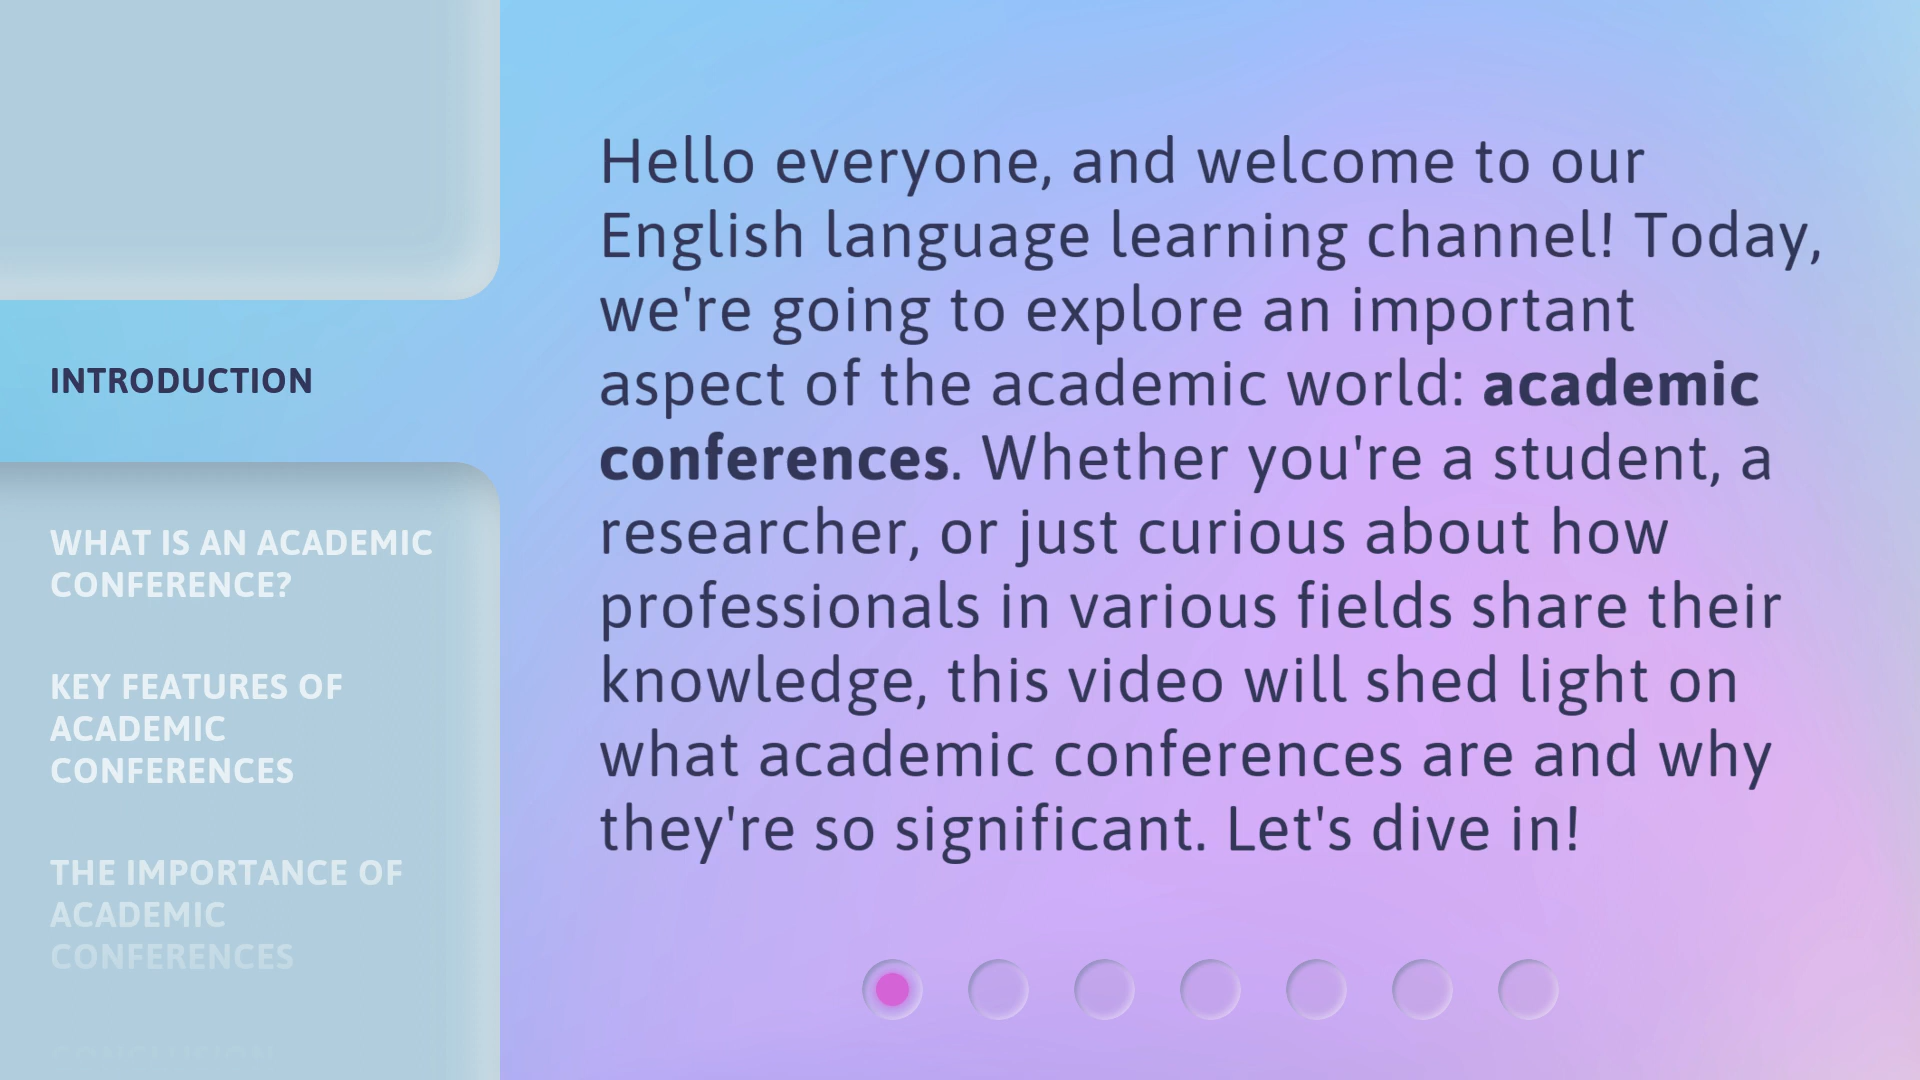 INTRODUCTION
WHAT IS AN ACADEMIC
CONFERENCE?
KEY FEATURES OF
ACADEMIC
CONFERENCES
THE IMPORTANCE OF
ACADEMIC
CONFERENCES
CONCLUSION
Hello everyone, and welcome to our
English language learning channel! Today,
we're going to explore an important
aspect of the academic world: academic
conferences. Whether you're a student, a
researcher, or just curious about how
professionals in various fields share their
knowledge, this video will shed light on
what academic conferences are and why
they're so significant. Let's dive in!